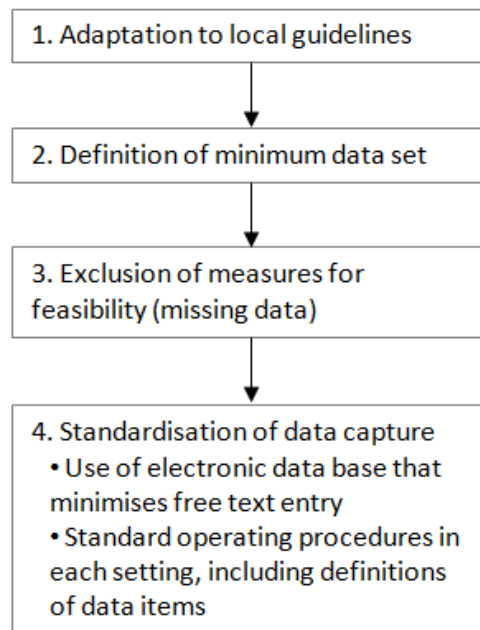 1. Adaptation to local guidelines
2. Definition of minimum data set
3. Exclusion of measures for
feasibility (missing data)
4. Standardisation of data capture
• Use of electronic data base that
minimises free text entry
• Standard operating procedures in
each setting, including definitions
of data items